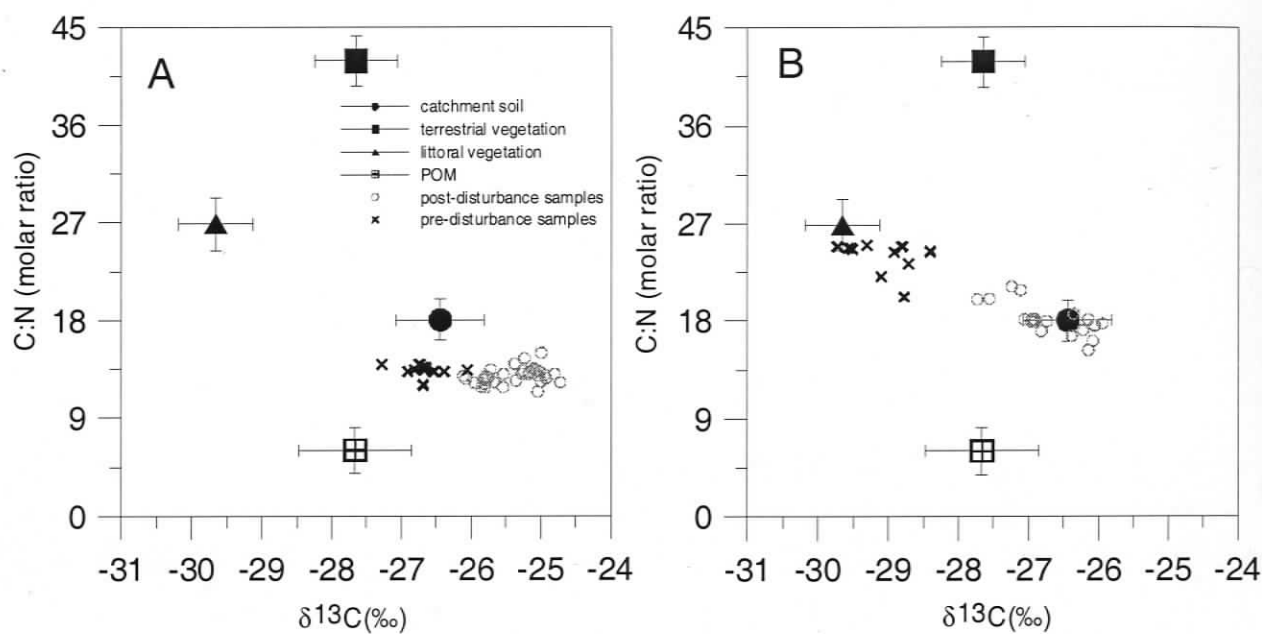 A
B
C:N (molar ratio)
45
36
27
18
9
0
catchment soil
terrestrial vegetation
littoral vegetation
POM
post-disturbance samples
pre-disturbance samples
-31 -30 -29 -28 -27 -26 -25 -24
δ13C(‰)
C:N (molar ratio)
45
36
27
18
9
0
-31 -30 -29 -28 -27 -26 -25 -24
δ13C(‰)